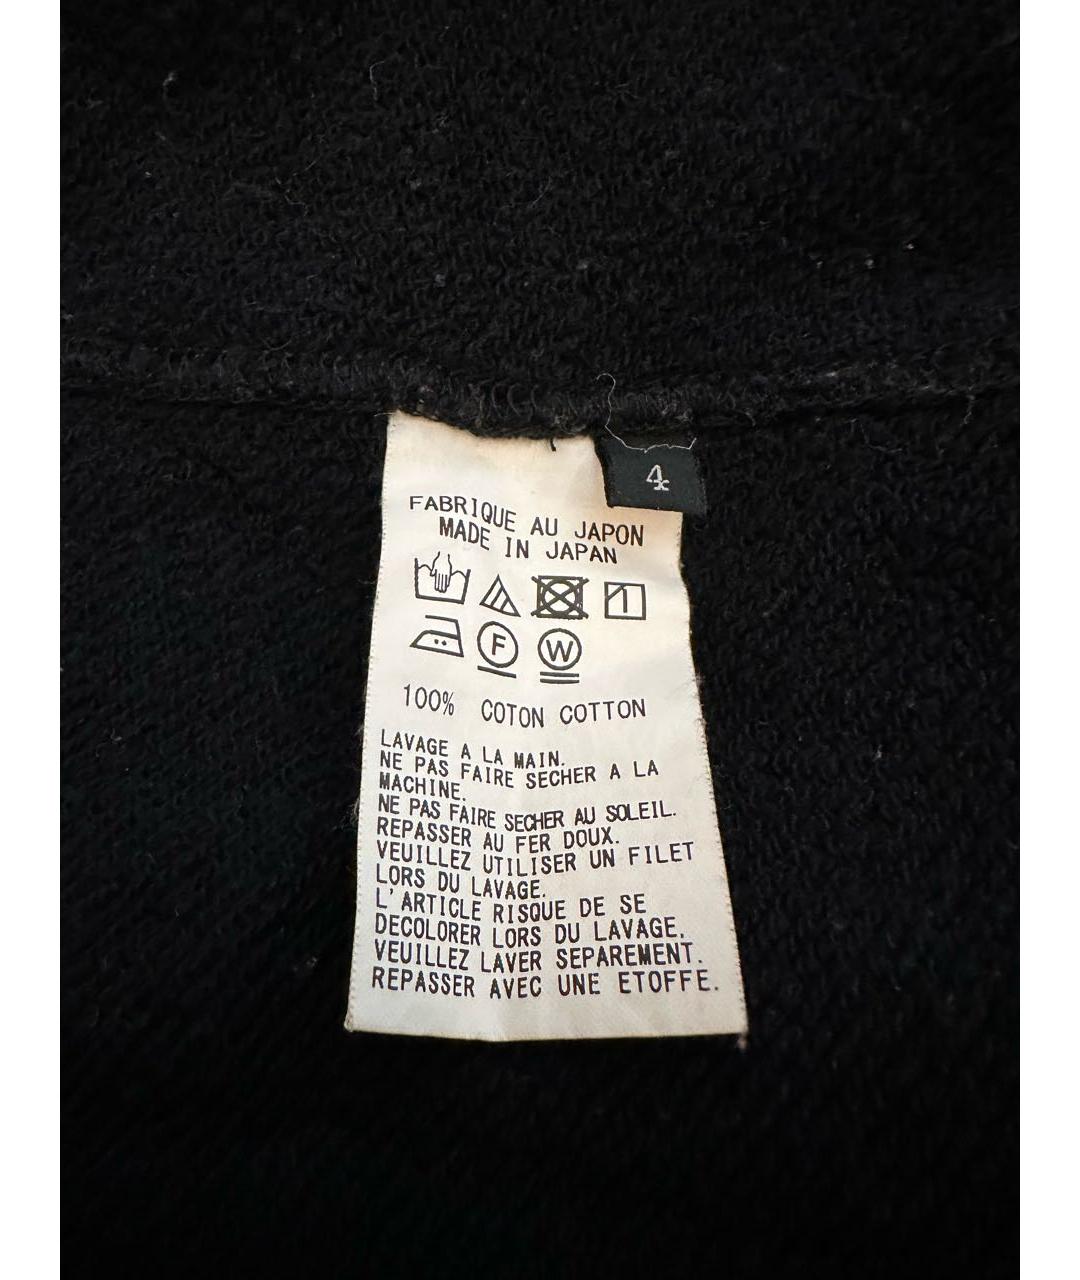 4
FABRIQUE AU JAPON
MADE IN JAPAN
F W
100% COTON COTTON
LAVAGE A LA MAIN.
NE PAS FAIRE SECHER A LA
MACHINE.
NE PAS FAIRE SECHER AU SOLEIL.
REPASSER AU FER DOUX.
VEUILLEZ UTILISER UN FILET
LORS DU LAVAGE.
L'ARTICLE RISQUE DE SE
DECOLORER LORS DU LAVAGE.
VEUILLEZ LAVER SEPAREMENT.
REPASSER AVEC UNE ETOFFE.